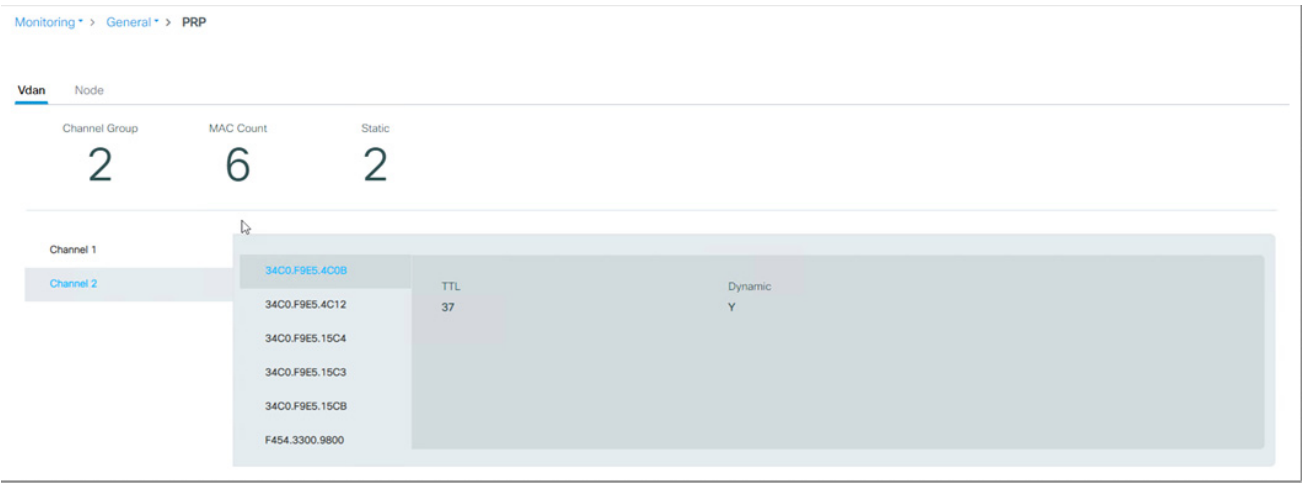 Monitoring > General > PRP
Vdan Node
Channel Group MAC Count Static
2 6 2
Channel 1
Channel 2
34C0.F9E5.4C0B
34C0.F9E5.4C12
34C0.F9E5.15C4
34C0.F9E5.15C3
34C0.F9E5.15CB
F454.3300.9800
TTL Dynamic
37 Y